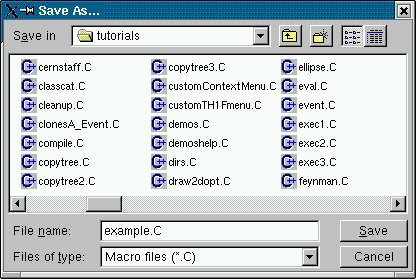 Save As...
Save in tutorials
cernstaff.C copytree3.C ellipse.C
classcat.C customContextMenu.C eval.C
cleanup.C customTH1Fmenu.C event.C
clonesA_Event.C demos.C exec1.C
compile.C demoshelp.C exec2.C
copytree.C dirs.C exec3.C
copytree2.C draw2dopt.C feynman.C
File name: example.C Save
Files of type: Macro files (*.C) Cancel